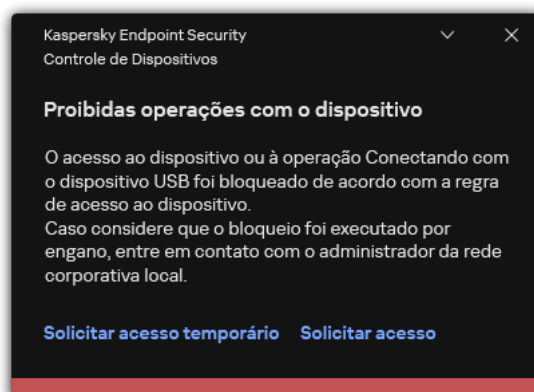 Kaspersky Endpoint Security
Controle de Dispositivos
Proibidas operações com o dispositivo
O acesso ao dispositivo ou à operação Conectando com
o dispositivo USB foi bloqueado de acordo com a regra
de acesso ao dispositivo.
Caso considere que o bloqueio foi executado por
engano, entre em contato com o administrador da rede
corporativa local.
Solicitar acesso temporário Solicitar acesso